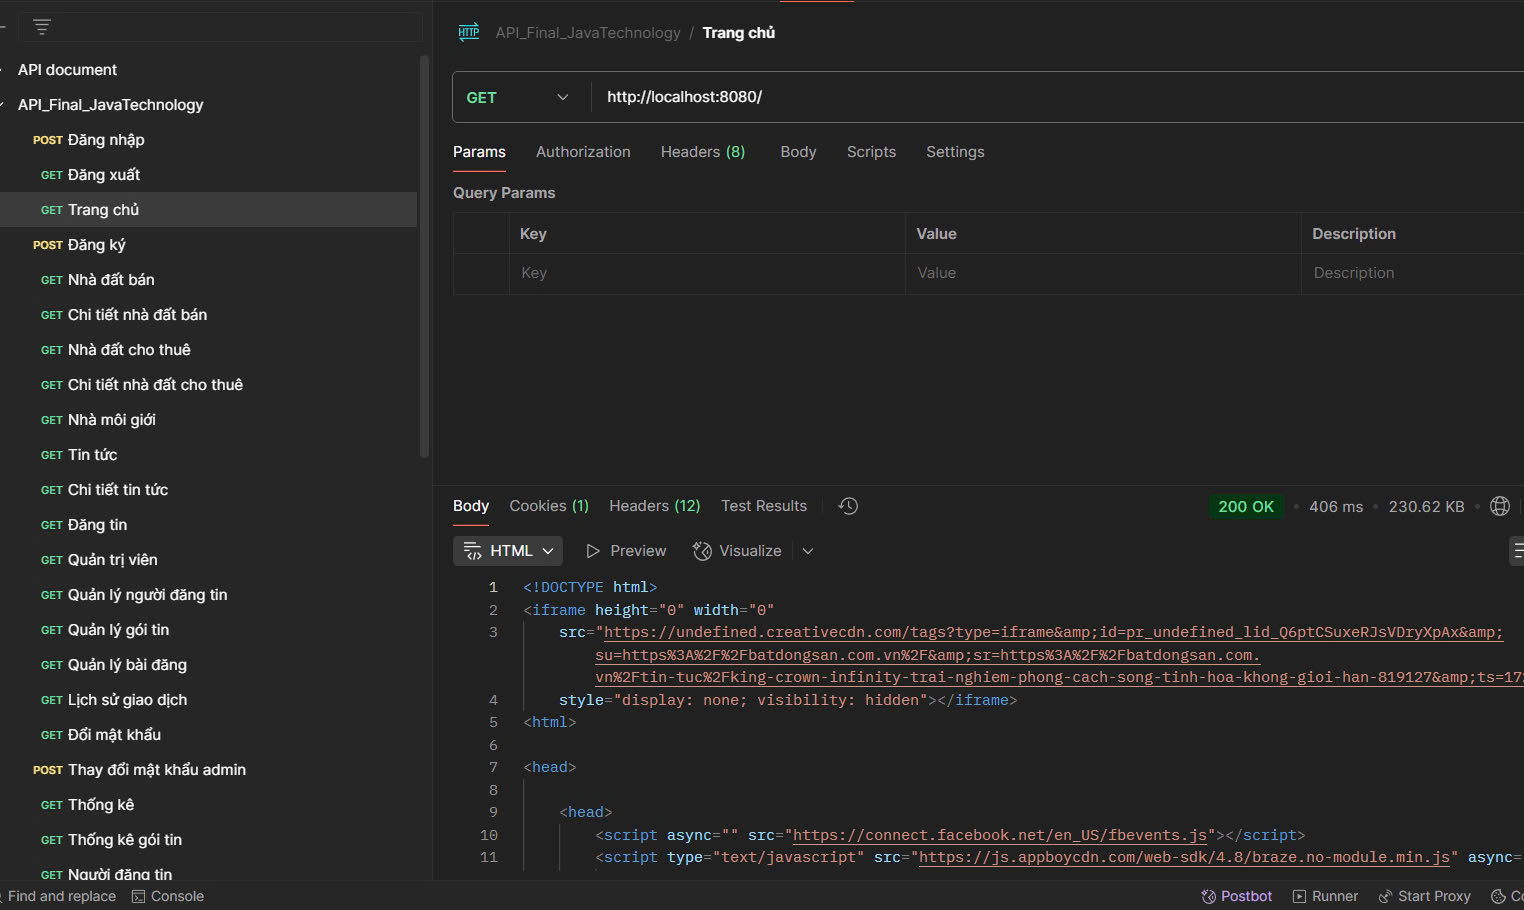 API document
API_Final_JavaTechnology
POST Đăng nhập
GET Đăng xuất
GET Trang chủ
POST Đăng ký
GET Nhà đất bán
GET Chi tiết nhà đất bán
GET Nhà đất cho thuê
GET Chi tiết nhà đất cho thuê
GET Nhà môi giới
GET Tin tức
GET Chi tiết tin tức
GET Đăng tin
GET Quản trị viên
GET Quản lý người đăng tin
GET Quản lý gói tin
GET Quản lý bài đăng
GET Lịch sử giao dịch
GET Đổi mật khẩu
POST Thay đổi mật khẩu admin
GET Thống kê
GET Thống kê gói tin
GET Người đăng tin
HTTP API_Final_JavaTechnology / Trang chủ
GET http://localhost:8080/
Params Authorization Headers (8) Body Scripts Settings
Query Params
Key Value Description
Key Value Description
Body Cookies (1) Headers (12) Test Results 200 OK • 406 ms • 230.62 KB •
HTML Preview Visualize
1 <!DOCTYPE html>
2 <iframe height="0" width="0"
3 src="https://undefined.creativecdn.com/tags?type=iframe&amp;id=pr_undefined_lid_Q6ptCSuxeRJsVDryXpAx&amp;
su=https%3A%2F%2Fbatdongsan.com.vn%2F&amp;sr=https%3A%2F%2Fbatdongsan.com.
vn%2Ftin-tuc%2Fking-crown-infinity-trai-nghiem-phong-cach-song-tinh-hoa-khong-gioi-han-819127&amp;ts=17
4 style="display: none; visibility: hidden"></iframe>
5 <html>
6
7 <head>
8
9 <head>
10 <script async="" src="https://connect.facebook.net/en_US/fbevents.js"></script>
11 <script type="text/javascript" src="https://js.appboycdn.com/web-sdk/4.8/braze.no-module.min.js" async=
Find and replace Console Postbot Runner Start Proxy Co